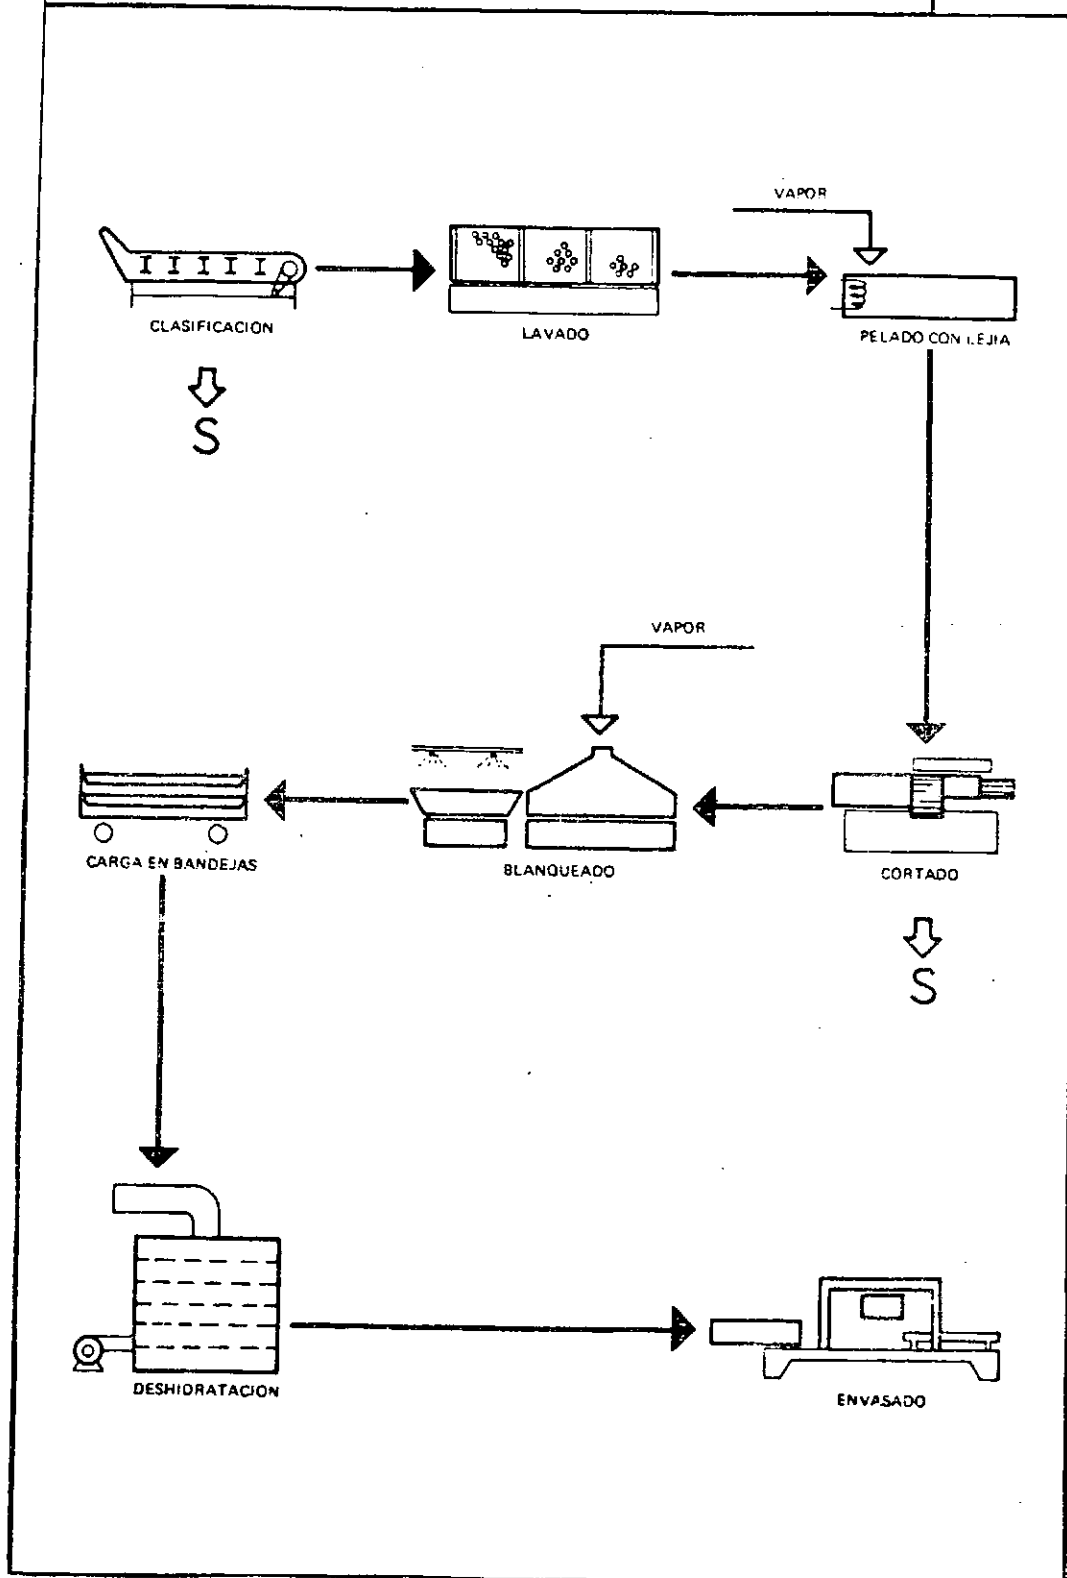 VAPOR
CLASIFICACION
LAVADO
PELADO CON LEJIA
S
VAPOR
CARGA EN BANDEJAS
BLANQUEADO
CORTADO
S
DESHIDRATACION
ENVASADO